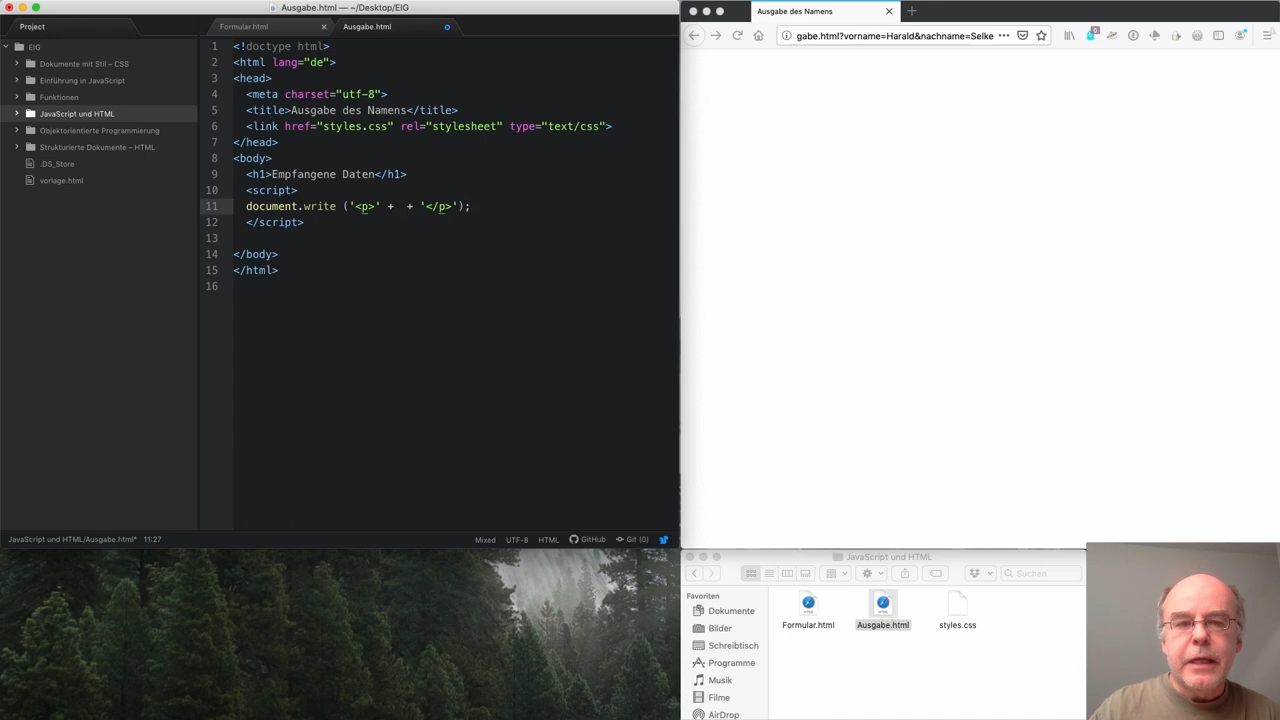 Ausgabe.html — ~/Desktop/EIG
Project
EIG
Dokumente mit Stil – CSS
Einführung in JavaScript
Funktionen
JavaScript und HTML
Objektorientierte Programmierung
Strukturierte Dokumente – HTML
.DS_Store
vorlage.html
Formular.html
Ausgabe.html
1 <!doctype html>
2 <html lang="de">
3 <head>
4 <meta charset="utf-8">
5 <title>Ausgabe des Namens</title>
6 <link href="styles.css" rel="stylesheet" type="text/css">
7 </head>
8 <body>
9 <h1>Empfangene Daten</h1>
10 <script>
11 document.write ('<p>' +  + '</p>');
12 </script>
13
14 </body>
15 </html>
16
JavaScript und HTML/Ausgabe.html* 11:27
Mixed UTF-8 HTML GitHub Git (0)
Ausgabe des Namens
gabe.html?vorname=Harald&nachname=Selke
JavaScript und HTML
Suchen
Favoriten
Dokumente
Bilder
Schreibtisch
Programme
Musik
Filme
AirDrop
Formular.html
Ausgabe.html
styles.css